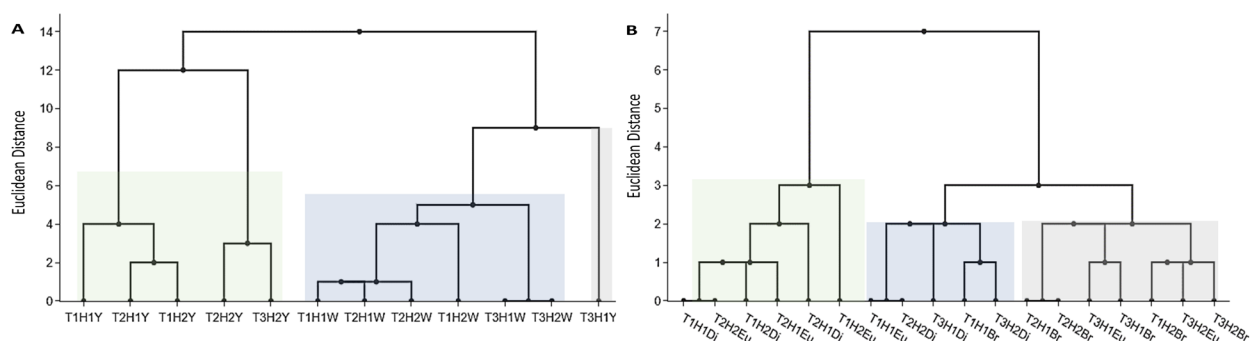 A
Euclidean Distance
14
12
10
8
6
4
2
0
T1H1Y T2H1Y T1H2Y T2H2Y T3H2Y T1H1W T2H1W T2H2W T1H2W T3H1W T3H2W T3H1Y
B
Euclidean Distance
7
6
5
4
3
2
1
0
T1H1Di T2H2Eu T1H2Di T2H1Eu T2H1Di T1H2Eu T1H1Eu T2H2Di T3H1Di T1H1Br T3H2Di T2H1Br T2H2Br T3H1Eu T3H1Br T1H2Br T3H2Eu T3H2Br